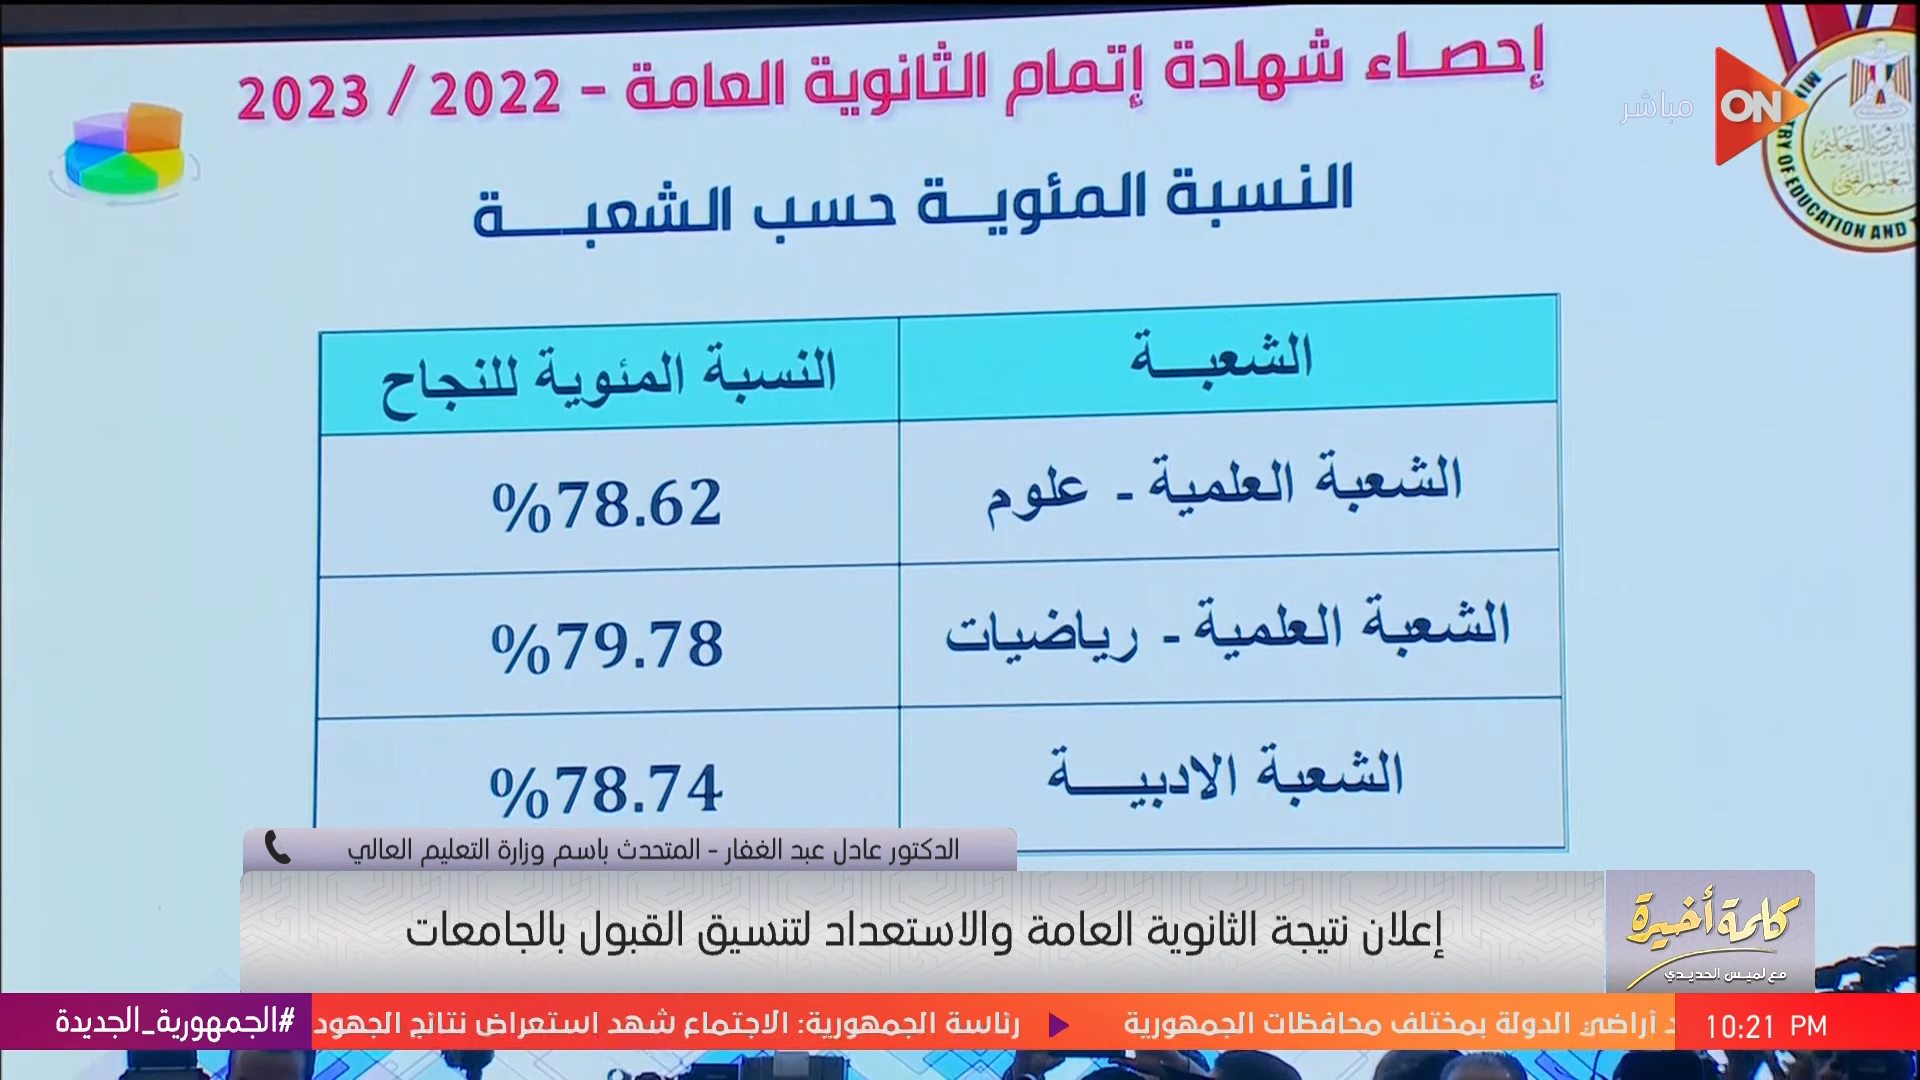 إحصاء شهادة إتمام الثانوية العامة - 2022 / 2023
مباشر
ON
النسبة المئوية حسب الشعبة
الشعبة
النسبة المئوية للنجاح
الشعبة العلمية - علوم
%78.62
الشعبة العلمية - رياضيات
%79.78
الشعبة الادبية
%78.74
الدكتور عادل عبد الغفار - المتحدث باسم وزارة التعليم العالي
إعلان نتيجة الثانوية العامة والاستعداد لتنسيق القبول بالجامعات
كلمة أخيرة
مع لميس الحديدي
10:21 PM
أراضي الدولة بمختلف محافظات الجمهورية
رئاسة الجمهورية: الاجتماع شهد استعراض نتائج الجهود
#الجمهورية_الجديدة